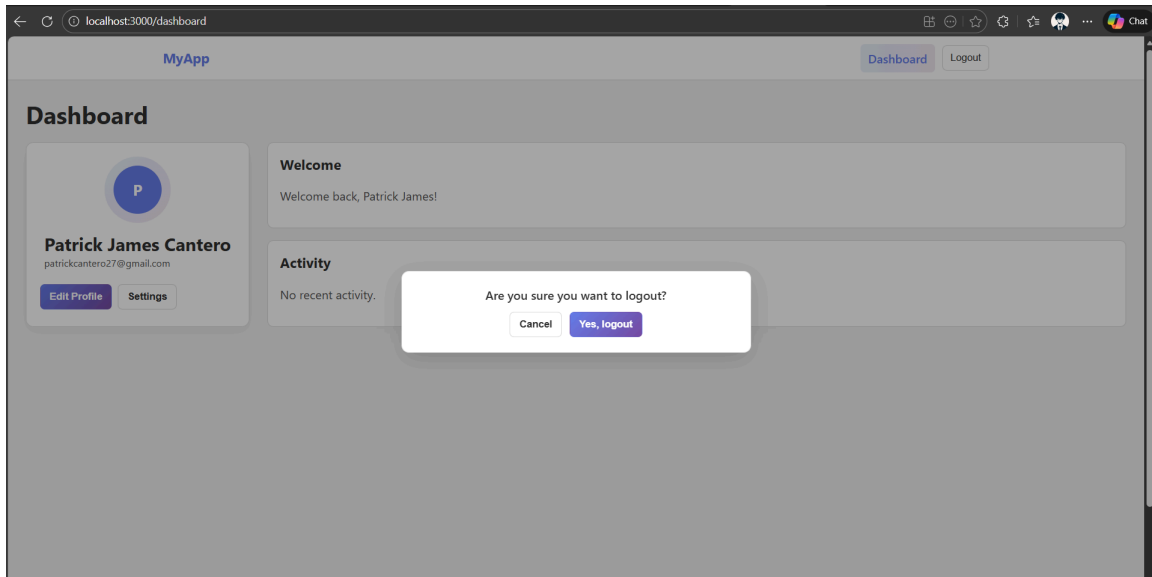 localhost:3000/dashboard
Chat
MyApp
Dashboard
Logout
Dashboard
P
Patrick James Cantero
patrickcantero27@gmail.com
Edit Profile
Settings
Welcome
Welcome back, Patrick James!
Activity
No recent activity.
Are you sure you want to logout?
Cancel
Yes, logout